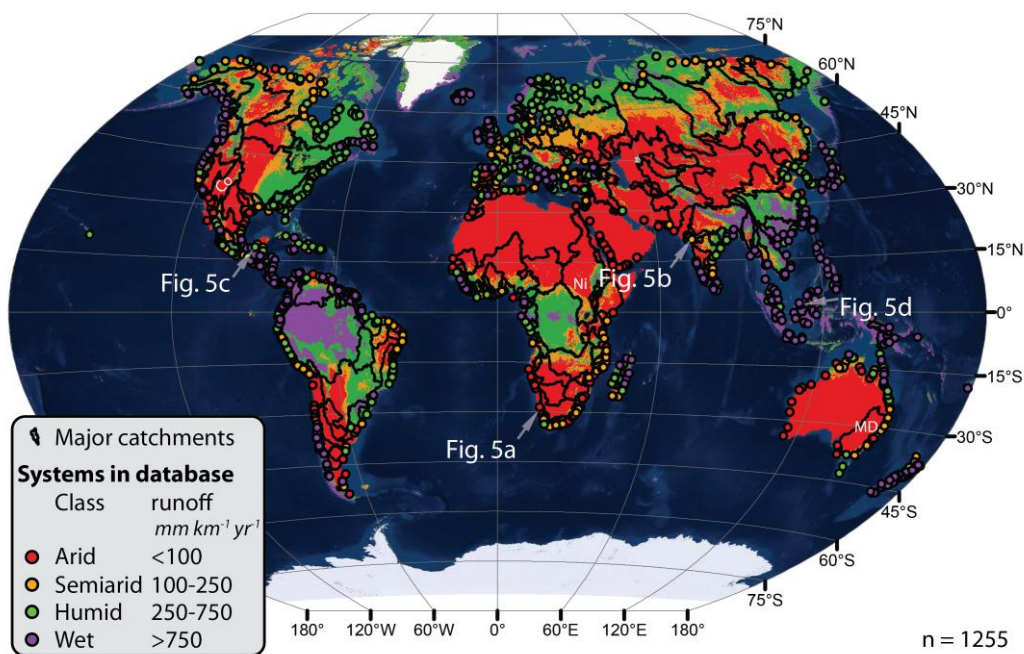 75°N
60°N
45°N
30°N
15°N
0°
15°S
30°S
45°S
60°S
75°S
Co
Fig. 5c
Ni
Fig. 5b
Fig. 5d
MD
Fig. 5a
Major catchments
Systems in database
Class runoff
mm km⁻¹ yr⁻¹
Arid <100
Semiarid 100-250
Humid 250-750
Wet >750
180° 120°W 60°W 0° 60°E 120°E 180°
n = 1255